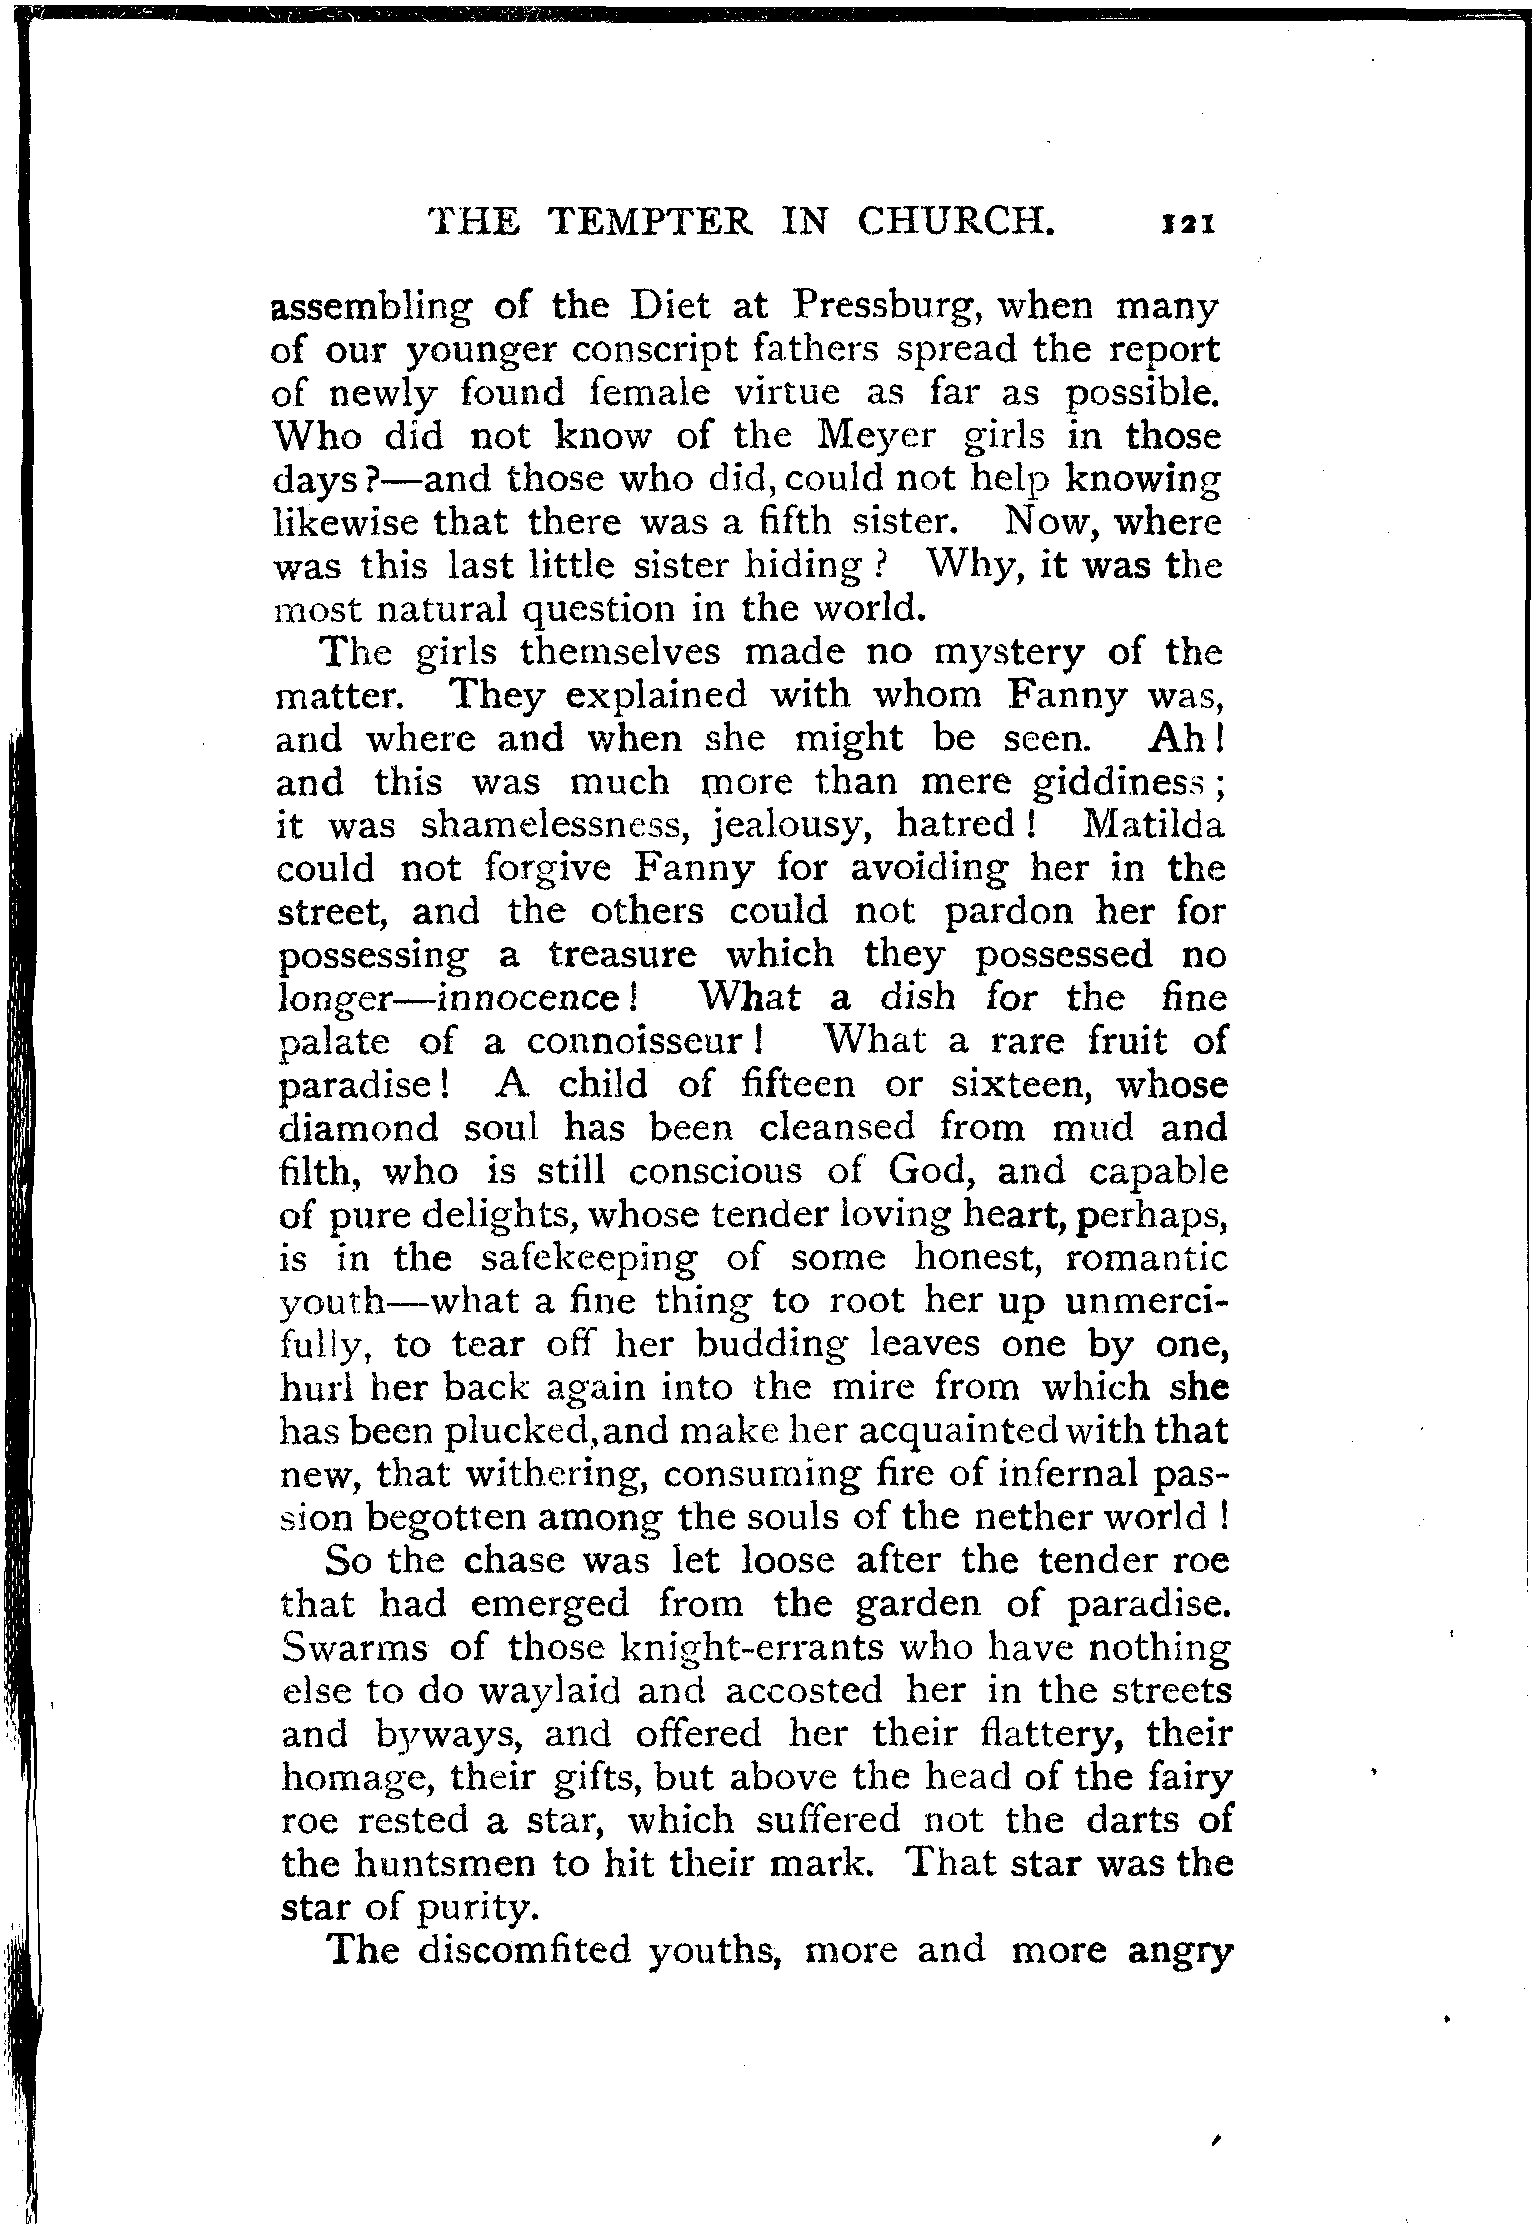 THE TEMPTER IN CHURCH. 121
assembling of the Diet at Pressburg, when many
of our younger conscript fathers spread the report
of newly found female virtue as far as possible.
Who did not know of the Meyer girls in those
days?—and those who did, could not help knowing
likewise that there was a fifth sister. Now, where
was this last little sister hiding? Why, it was the
most natural question in the world.
The girls themselves made no mystery of the
matter. They explained with whom Fanny was,
and where and when she might be seen. Ah!
and this was much more than mere giddiness;
it was shamelessness, jealousy, hatred! Matilda
could not forgive Fanny for avoiding her in the
street, and the others could not pardon her for
possessing a treasure which they possessed no
longer—innocence! What a dish for the fine
palate of a connoisseur! What a rare fruit of
paradise! A child of fifteen or sixteen, whose
diamond soul has been cleansed from mud and
filth, who is still conscious of God, and capable
of pure delights, whose tender loving heart, perhaps,
is in the safekeeping of some honest, romantic
youth—what a fine thing to root her up unmerci-
fully, to tear off her budding leaves one by one,
hurl her back again into the mire from which she
has been plucked, and make her acquainted with that
new, that withering, consuming fire of infernal pas-
sion begotten among the souls of the nether world!
So the chase was let loose after the tender roe
that had emerged from the garden of paradise.
Swarms of those knight-errants who have nothing
else to do waylaid and accosted her in the streets
and byways, and offered her their flattery, their
homage, their gifts, but above the head of the fairy
roe rested a star, which suffered not the darts of
the huntsmen to hit their mark. That star was the
star of purity.
The discomfited youths, more and more angry